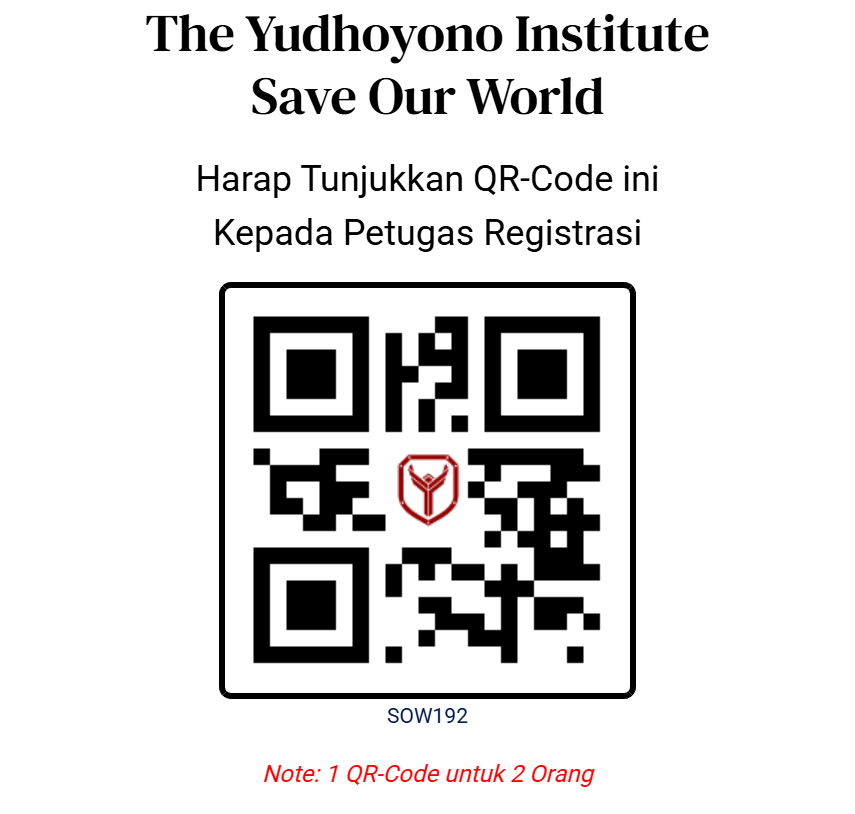 The Yudhoyono Institute
Save Our World
Harap Tunjukkan QR-Code ini
Kepada Petugas Registrasi
SOW192
Note: 1 QR-Code untuk 2 Orang